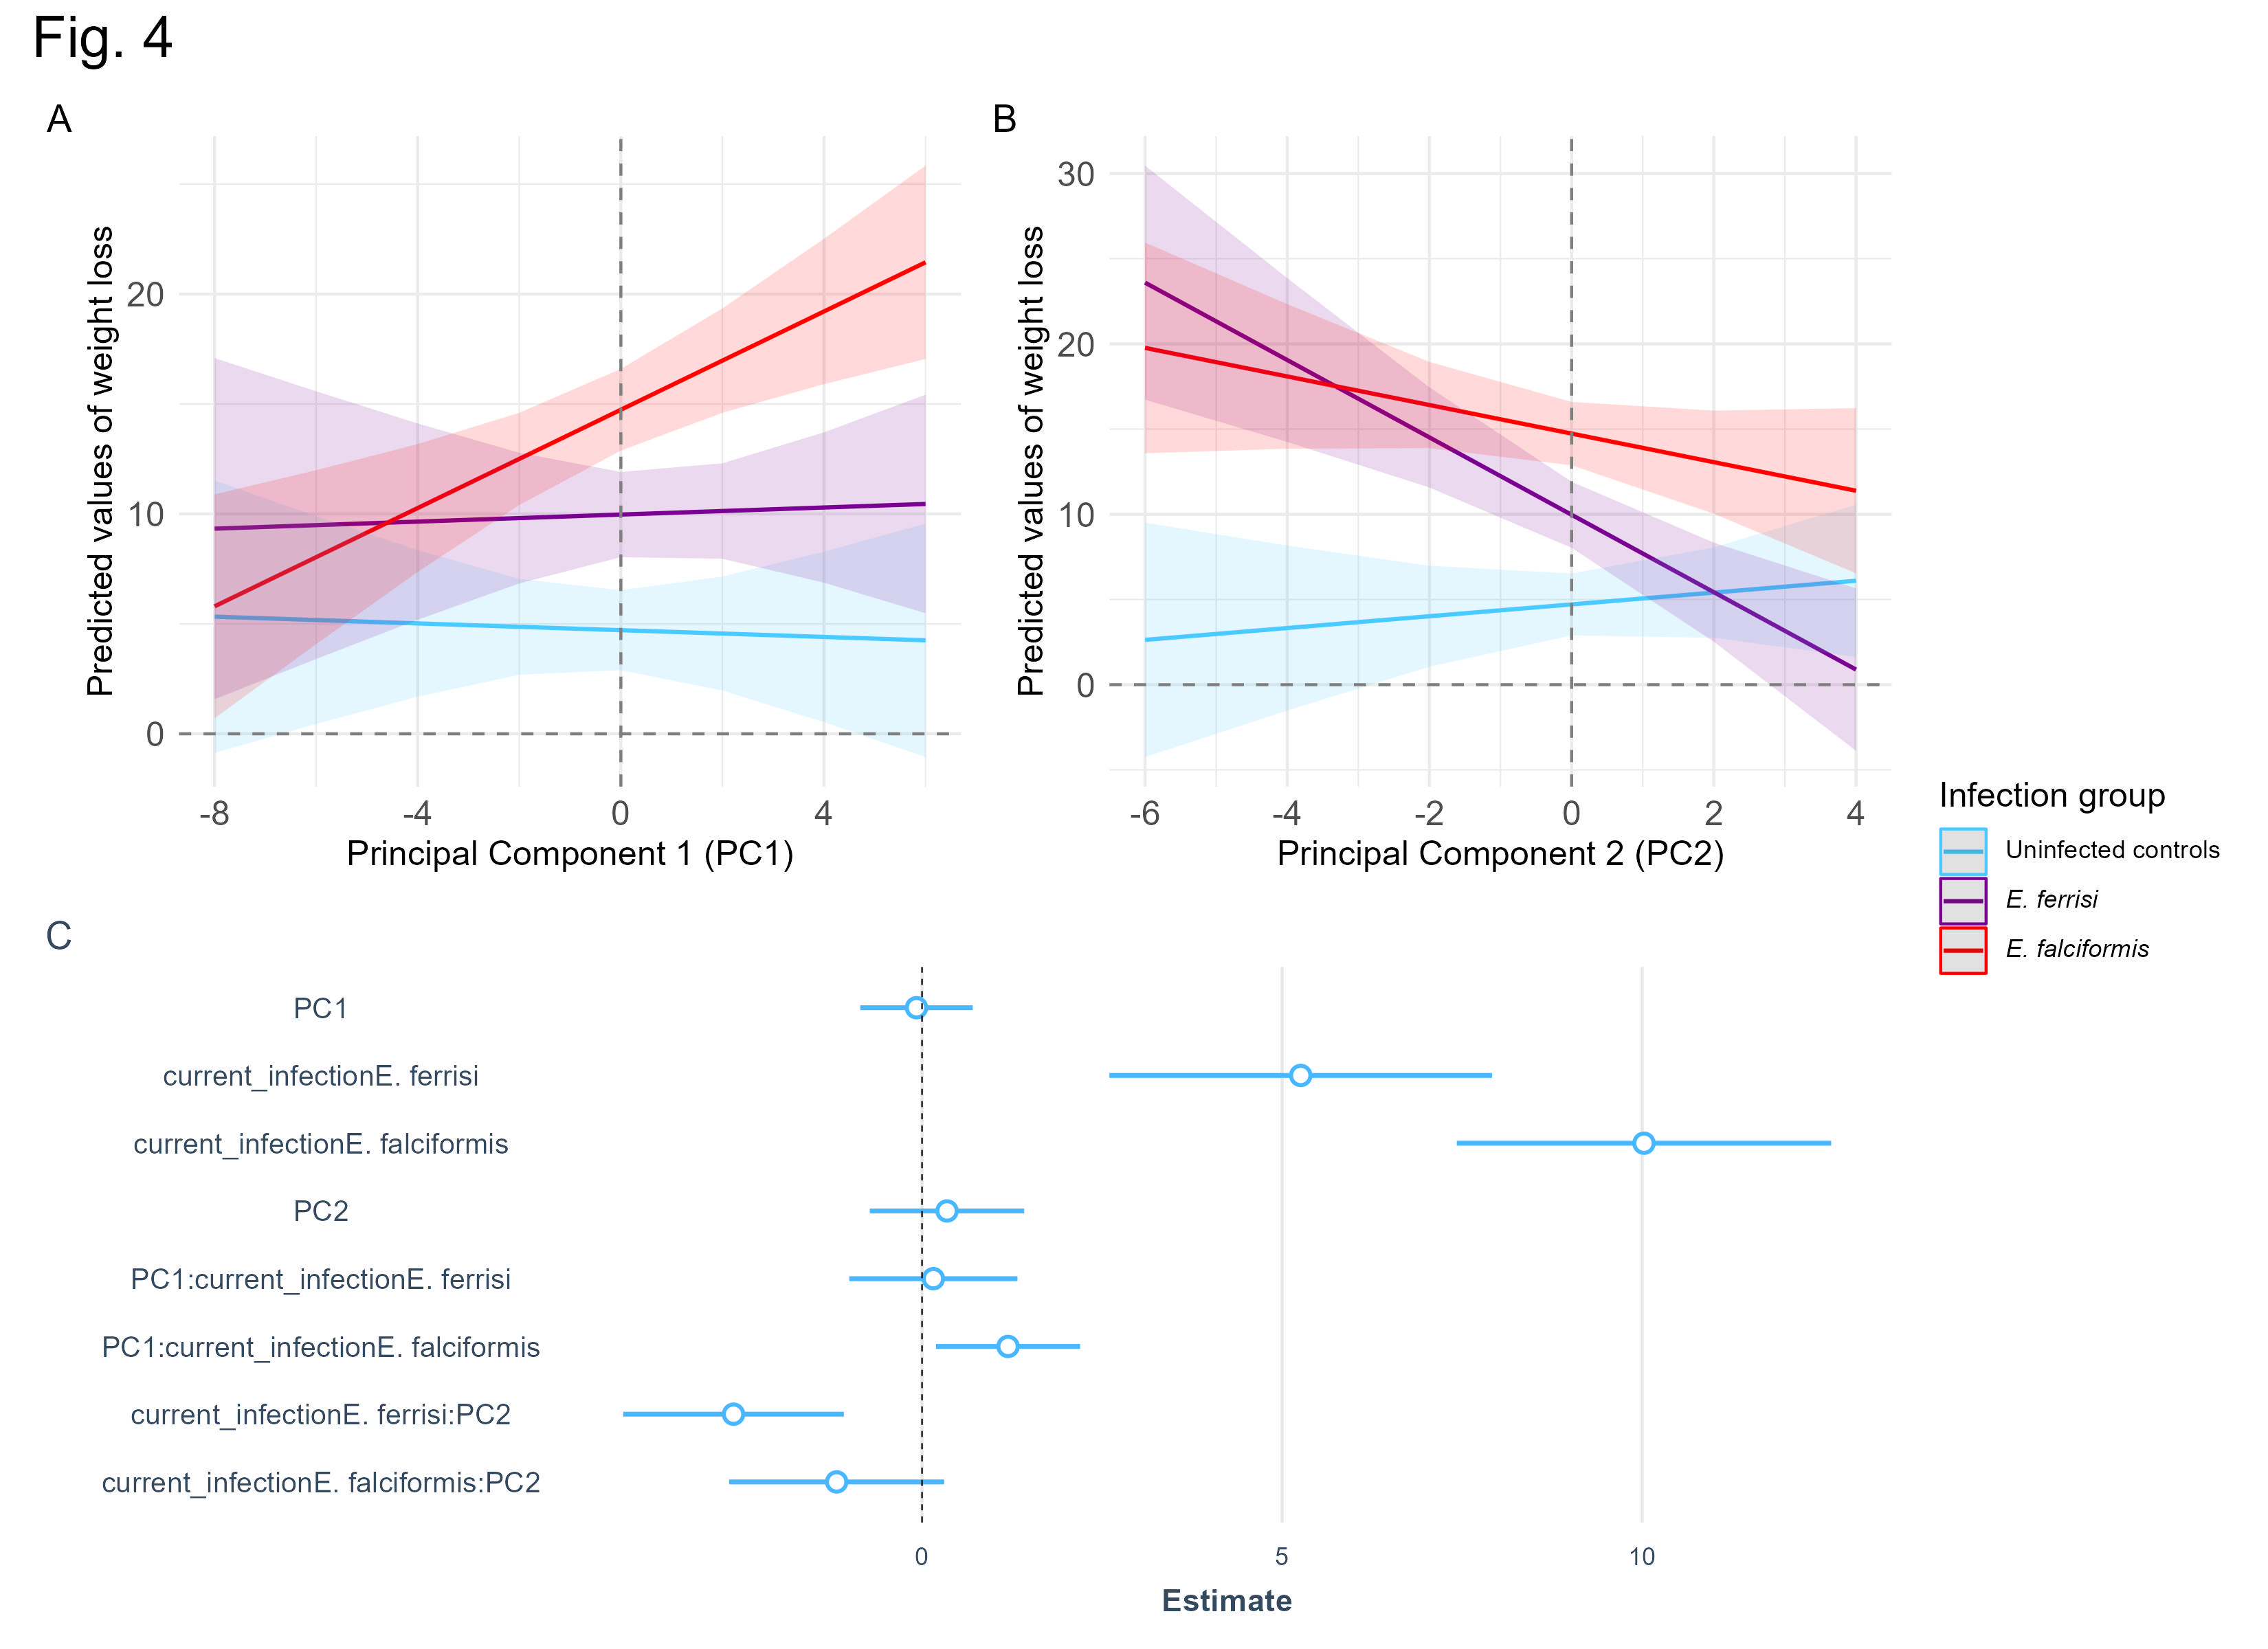 Fig. 4
A
B
Predicted values of weight loss
20
10
0
-8
-4
0
4
Principal Component 1 (PC1)
Predicted values of weight loss
30
20
10
0
-6
-4
-2
0
2
4
Principal Component 2 (PC2)
Infection group
Uninfected controls
E. ferrisi
E. falciformis
C
PC1
current_infectionE. ferrisi
current_infectionE. falciformis
PC2
PC1:current_infectionE. ferrisi
PC1:current_infectionE. falciformis
current_infectionE. ferrisi:PC2
current_infectionE. falciformis:PC2
0
5
10
Estimate